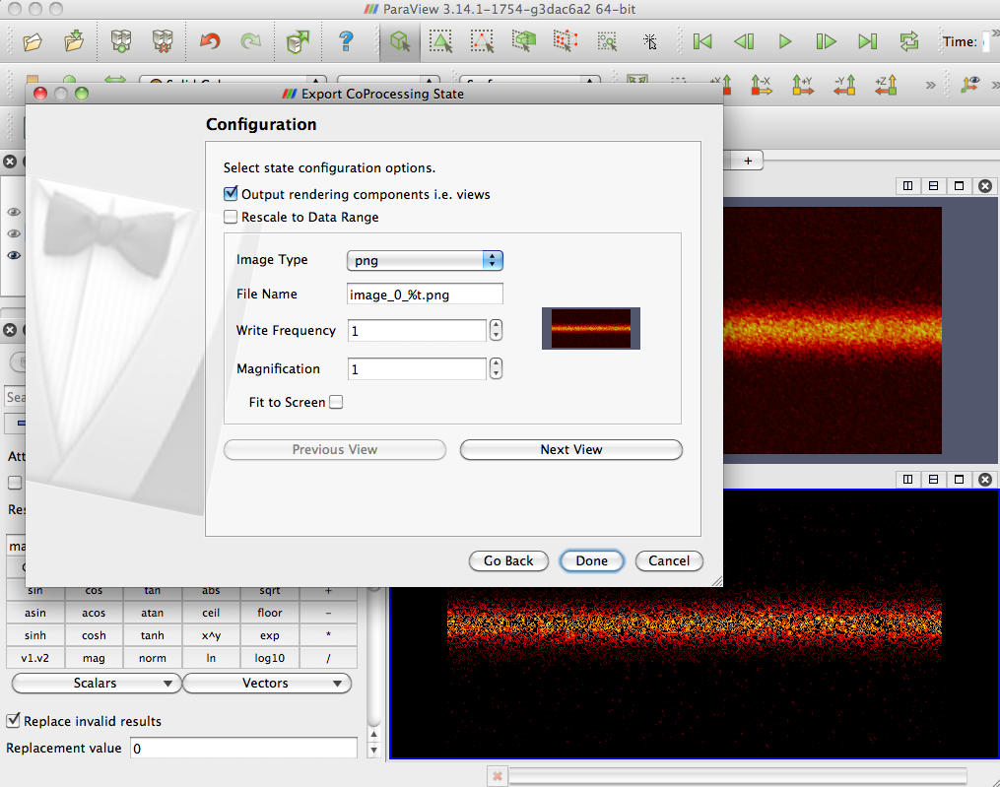 ParaView 3.14.1-1754-g3dac6a2 64-bit
?
Time:
-X
+Y
-Y
+Z
»
Export CoProcessing State
Configuration
Select state configuration options.
Output rendering components i.e. views
Rescale to Data Range
Image Type
png
File Name
image_0_%t.png
Write Frequency
1
Magnification
1
Fit to Screen
Previous View
Next View
Go Back
Done
Cancel
+
sin cos tan abs sqrt +
asin acos atan ceil floor –
sinh cosh tanh x^y exp *
v1.v2 mag norm ln log10 /
Scalars
Vectors
Replace invalid results
Replacement value
0